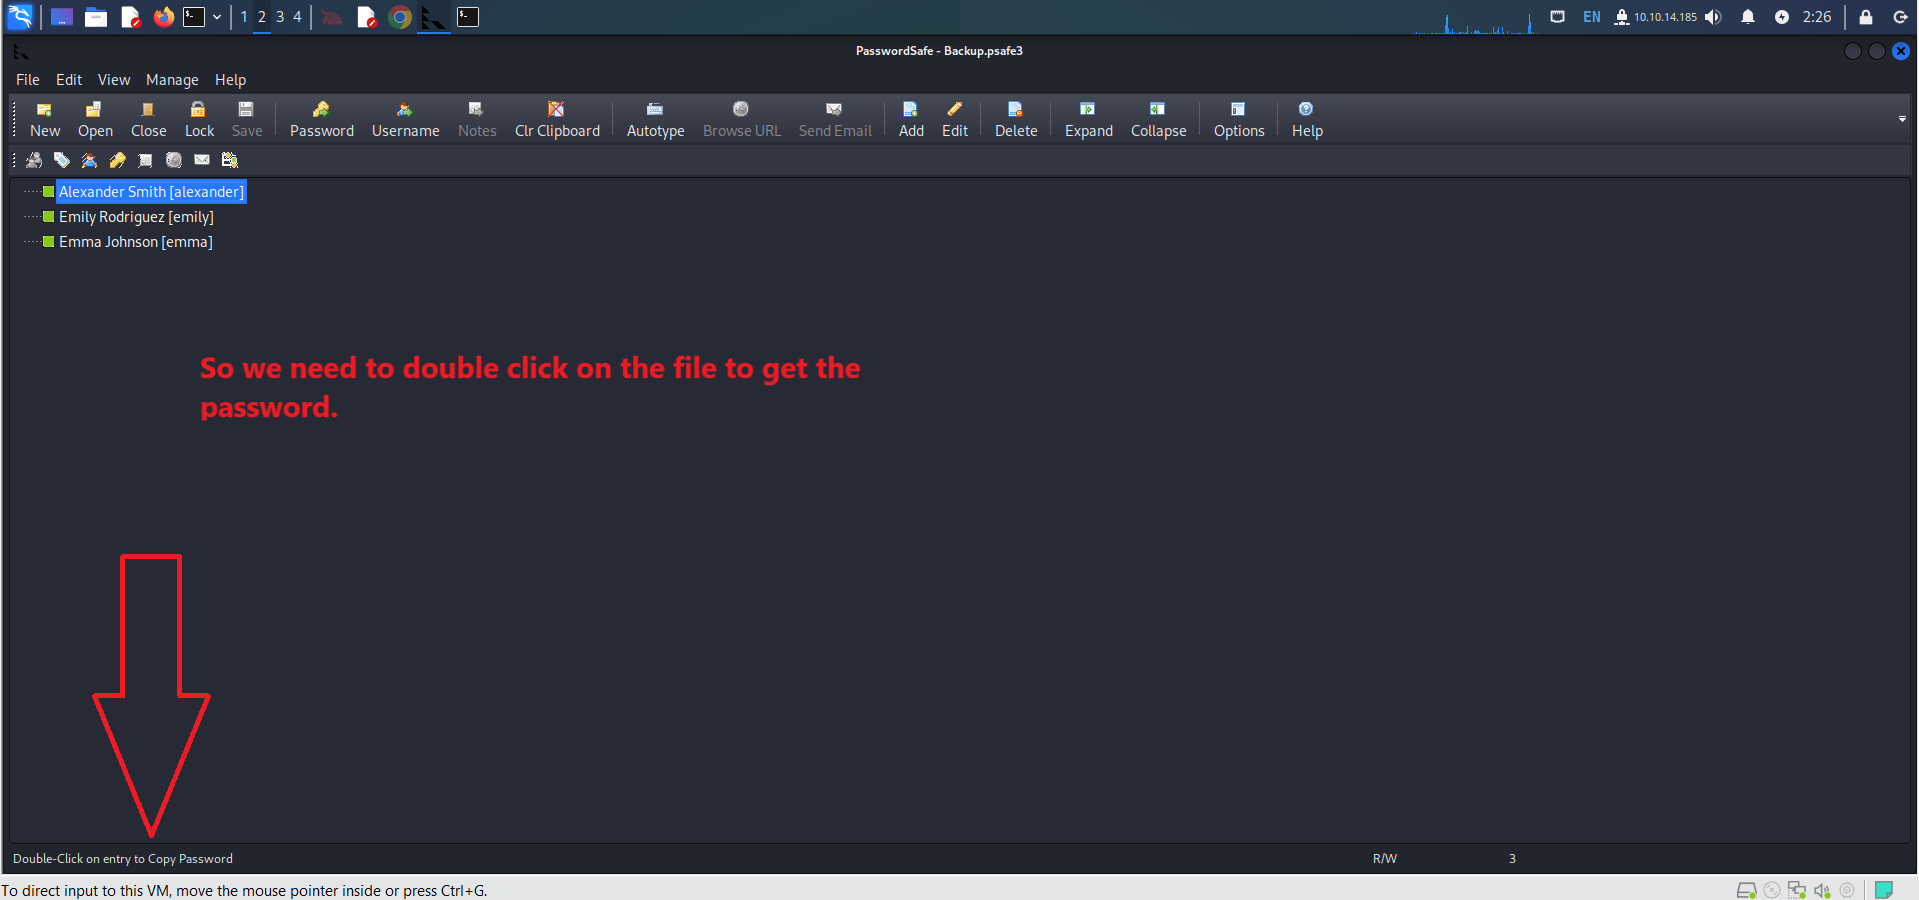 1 2 3 4 EN 10.10.14.185 2:26
PasswordSafe - Backup.psafe3
File Edit View Manage Help
New Open Close Lock Save Password Username Notes Clr Clipboard Autotype Browse URL Send Email Add Edit Delete Expand Collapse Options Help
Alexander Smith [alexander]
Emily Rodriguez [emily]
Emma Johnson [emma]
So we need to double click on the file to get the
password.
Double-Click on entry to Copy Password R/W 3
To direct input to this VM, move the mouse pointer inside or press Ctrl+G.